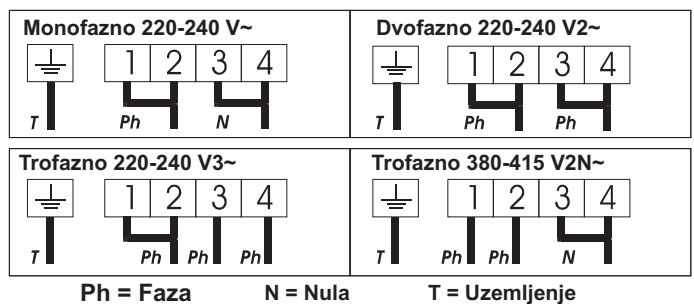 Monofazno 220-240 V~
1 2 3 4
T Ph N
Dvofazno 220-240 V2~
1 2 3 4
T Ph Ph
Trofazno 220-240 V3~
1 2 3 4
T Ph Ph Ph
Trofazno 380-415 V2N~
1 2 3 4
T Ph Ph N
Ph = Faza N = Nula T = Uzemljenje